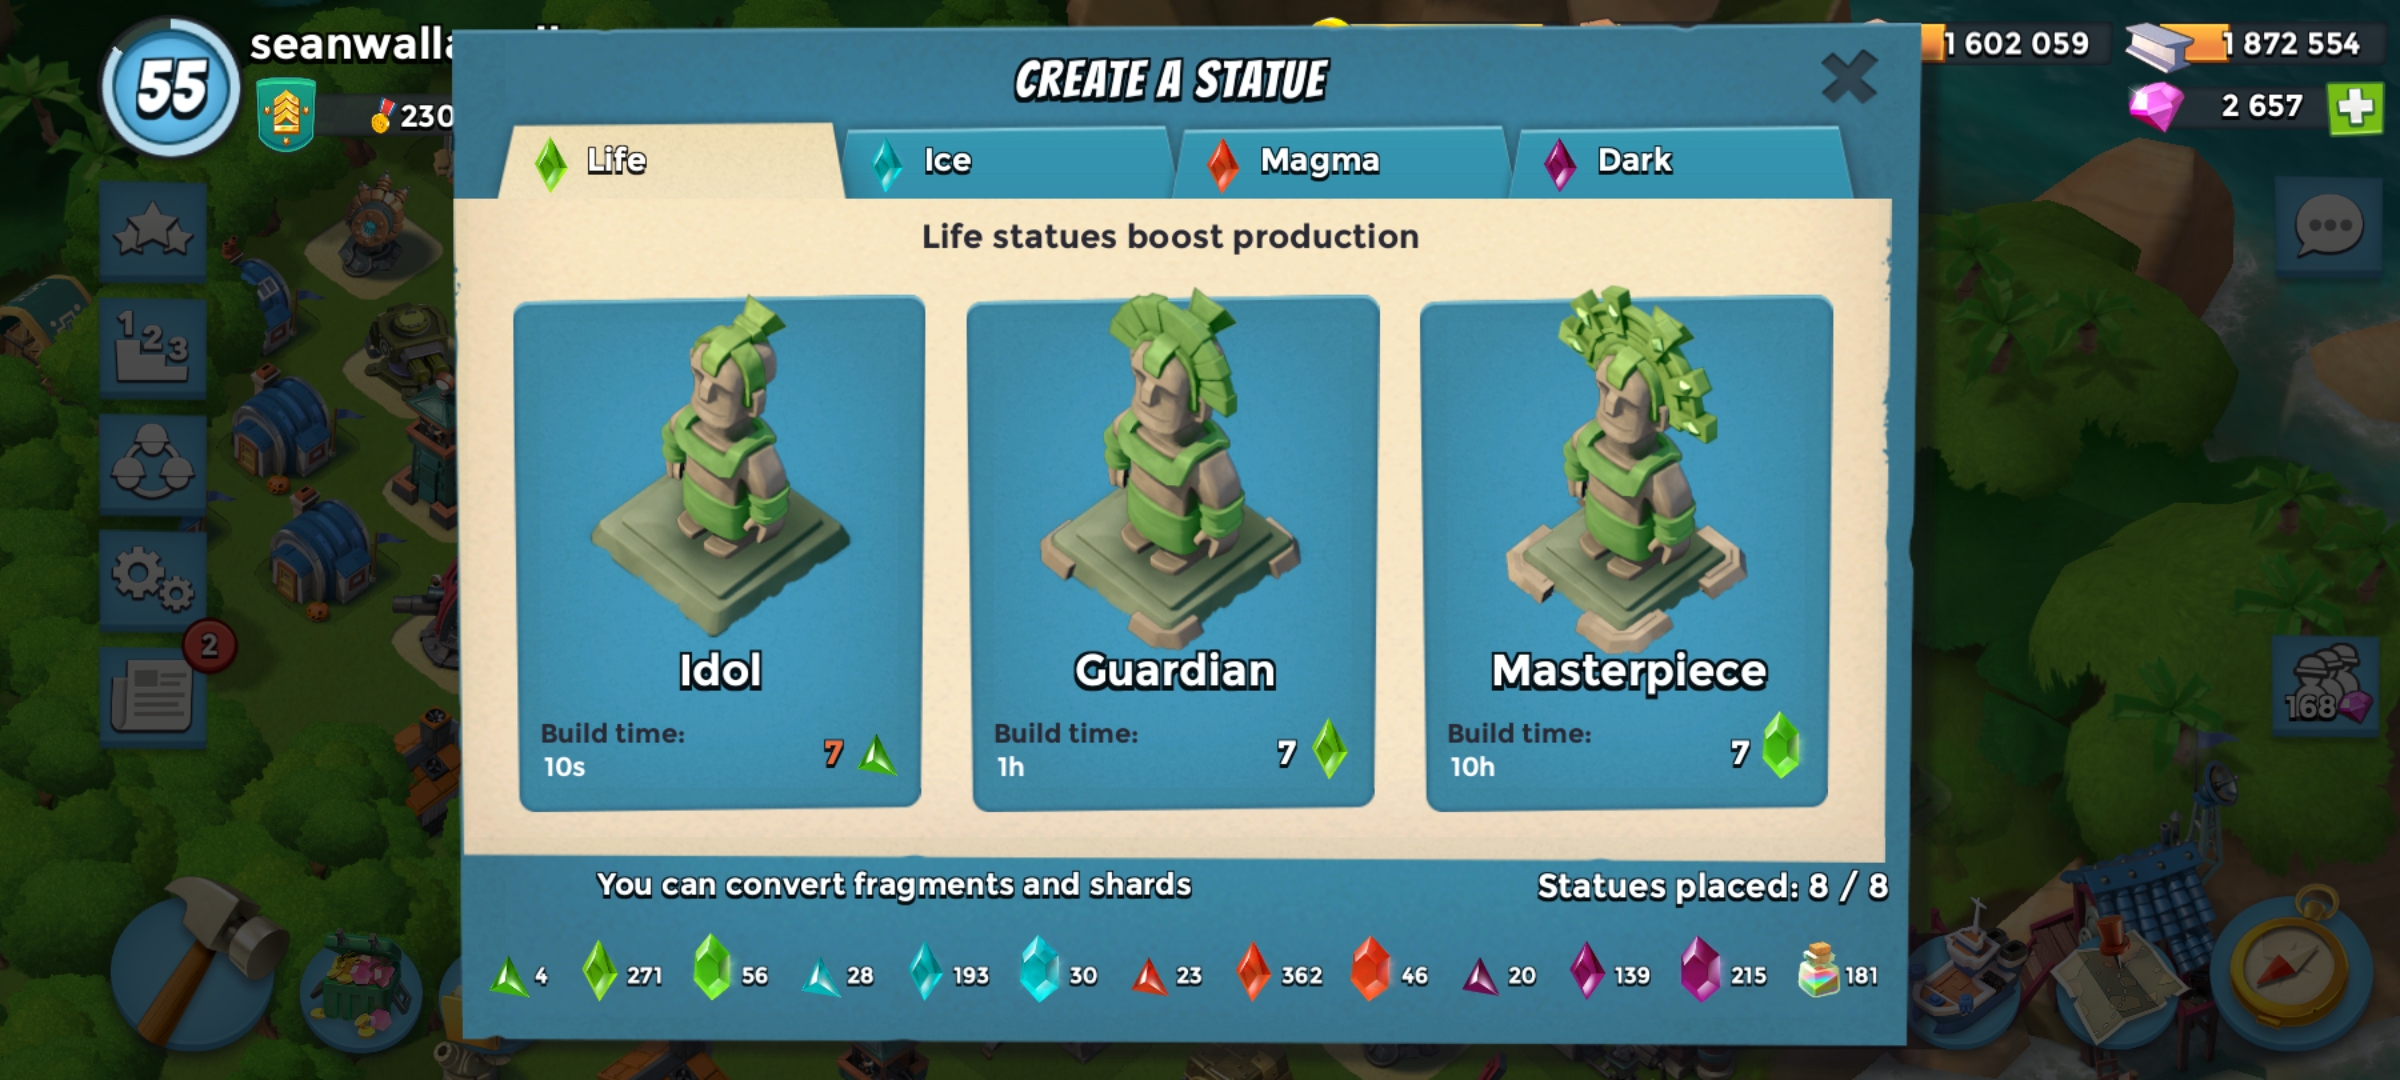 55
230
CREATE A STATUE
1 602 059
1 872 554
2 657
Life
Ice
Magma
Dark
Life statues boost production
1 2 3
2
168
Idol
Build time:
10s
7
Guardian
Build time:
1h
7
Masterpiece
Build time:
10h
7
You can convert fragments and shards
Statues placed: 8 / 8
4
271
56
28
193
30
23
362
46
20
139
215
181